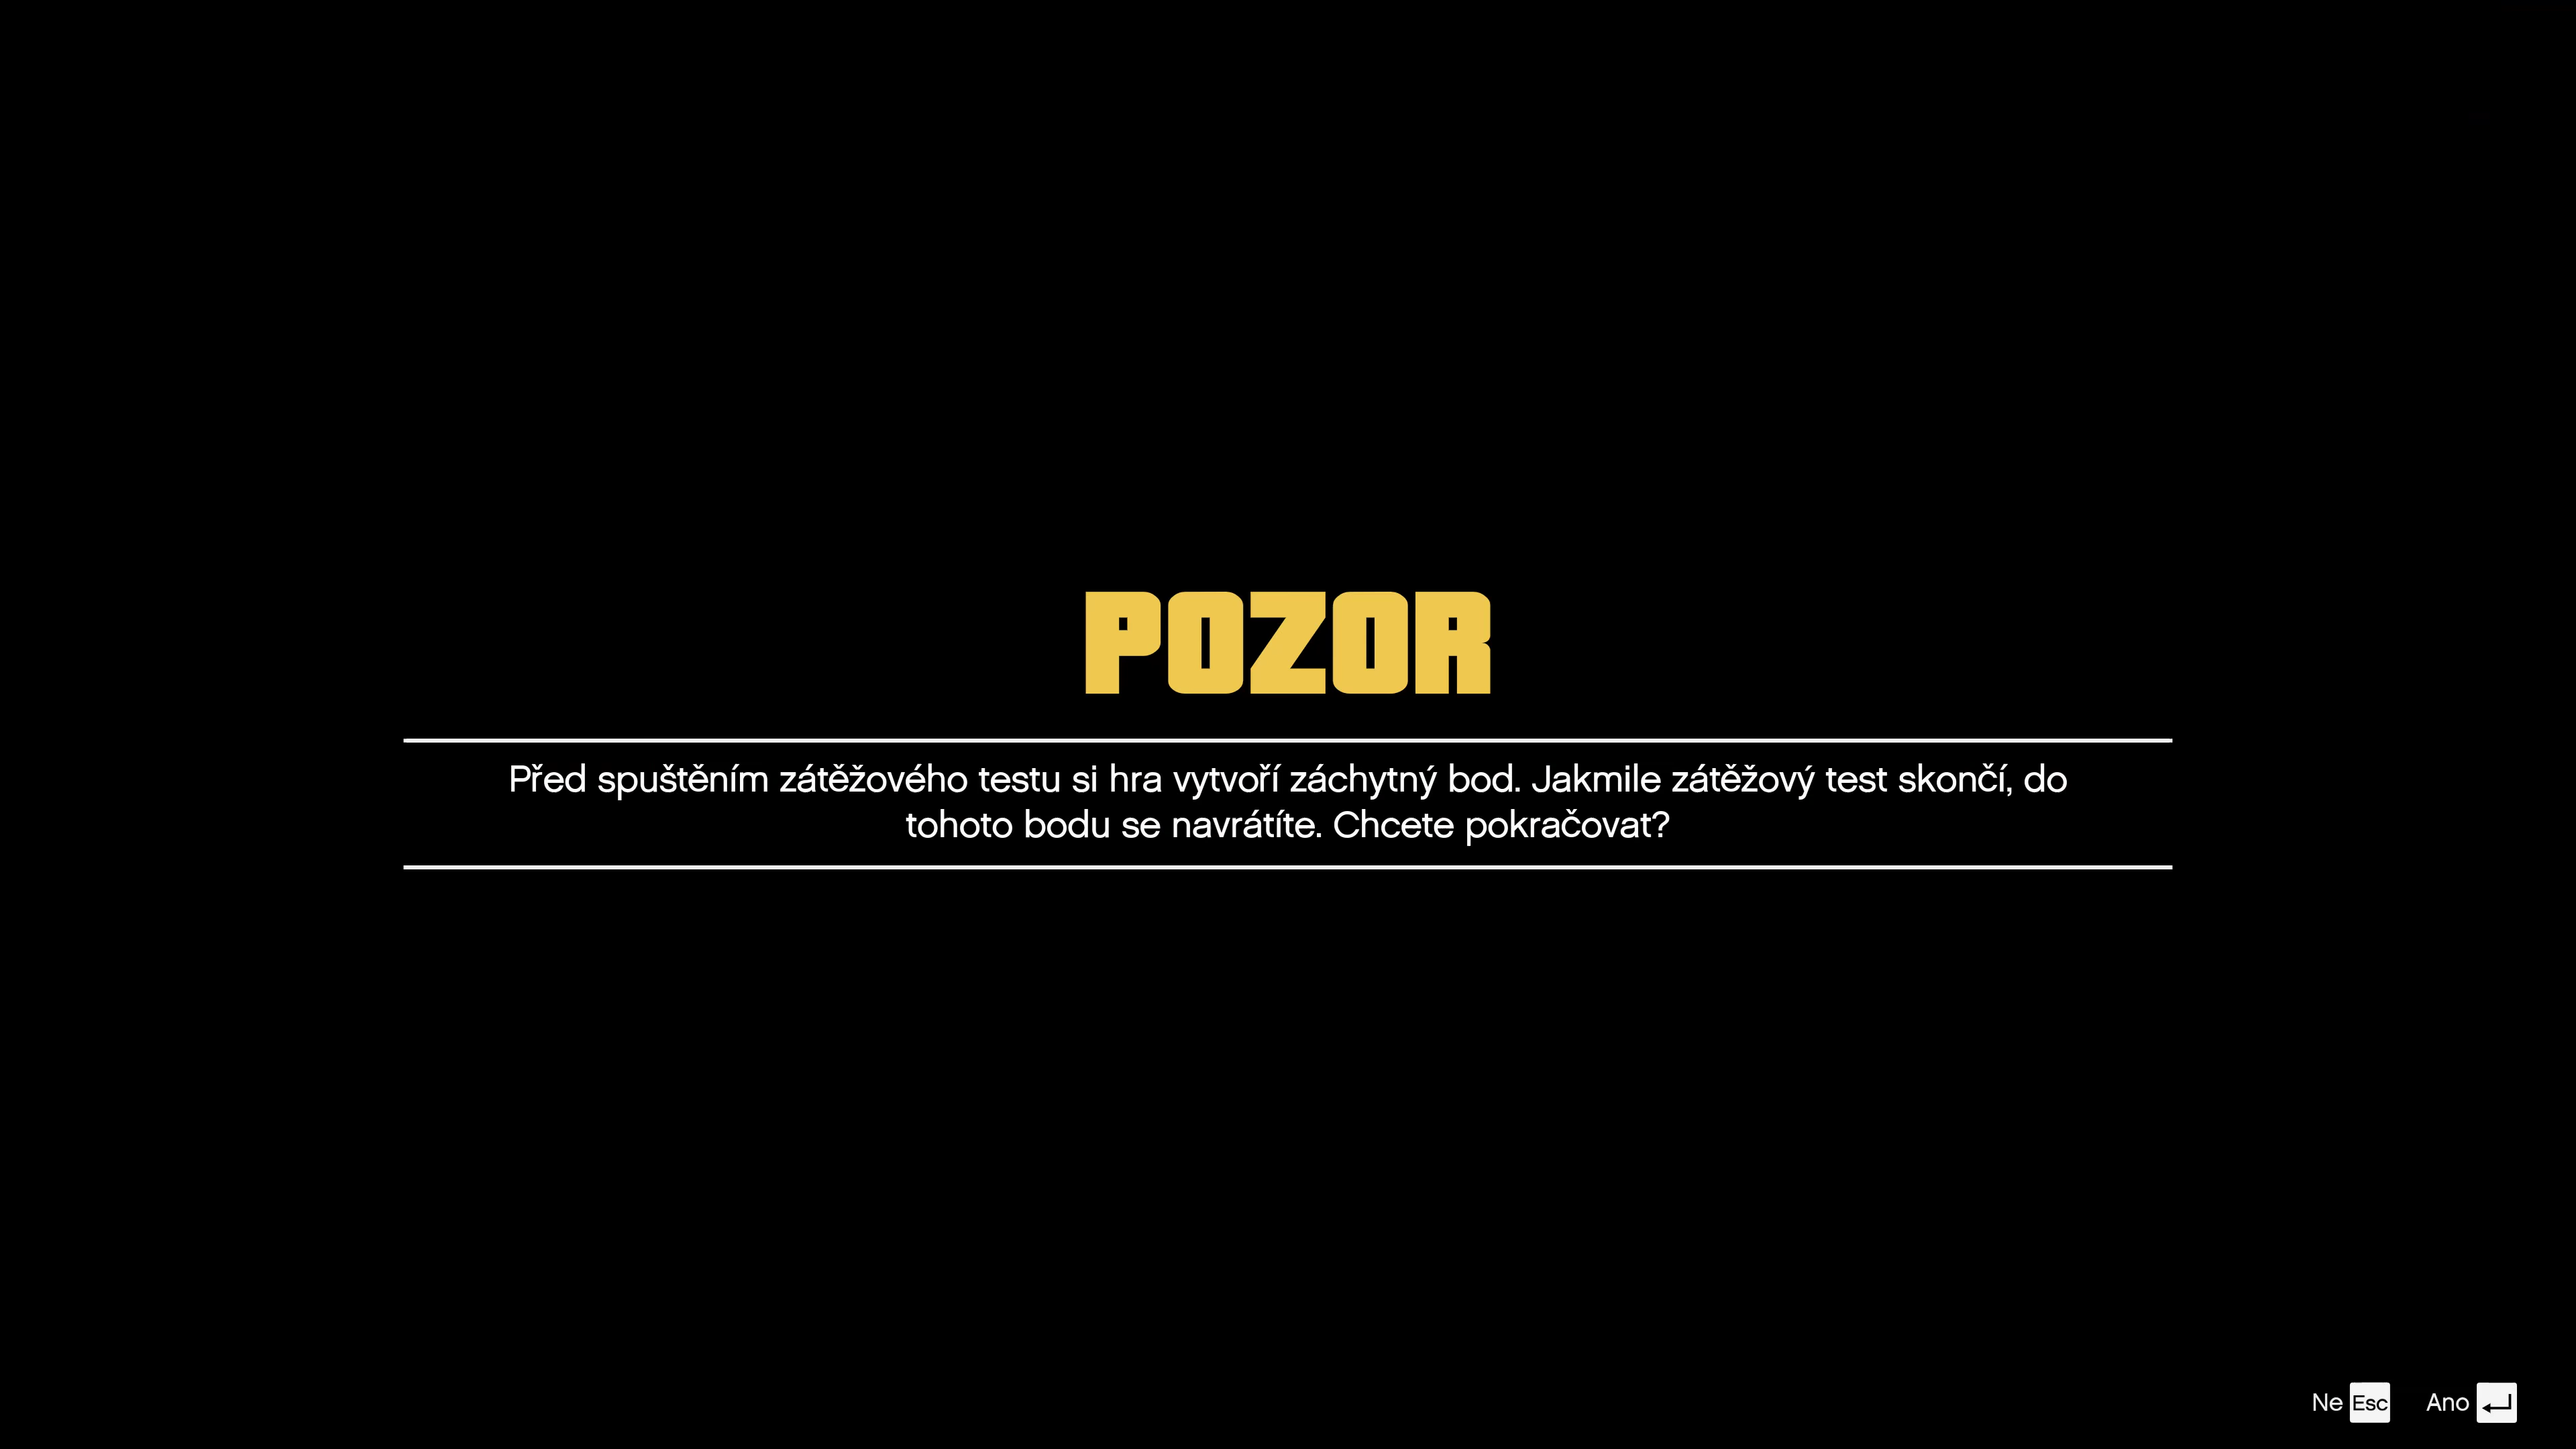 POZOR
Před spuštěním zátěžového testu si hra vytvoří záchytný bod. Jakmile zátěžový test skončí, do
tohoto bodu se navrátíte. Chcete pokračovat?
Ne Esc Ano